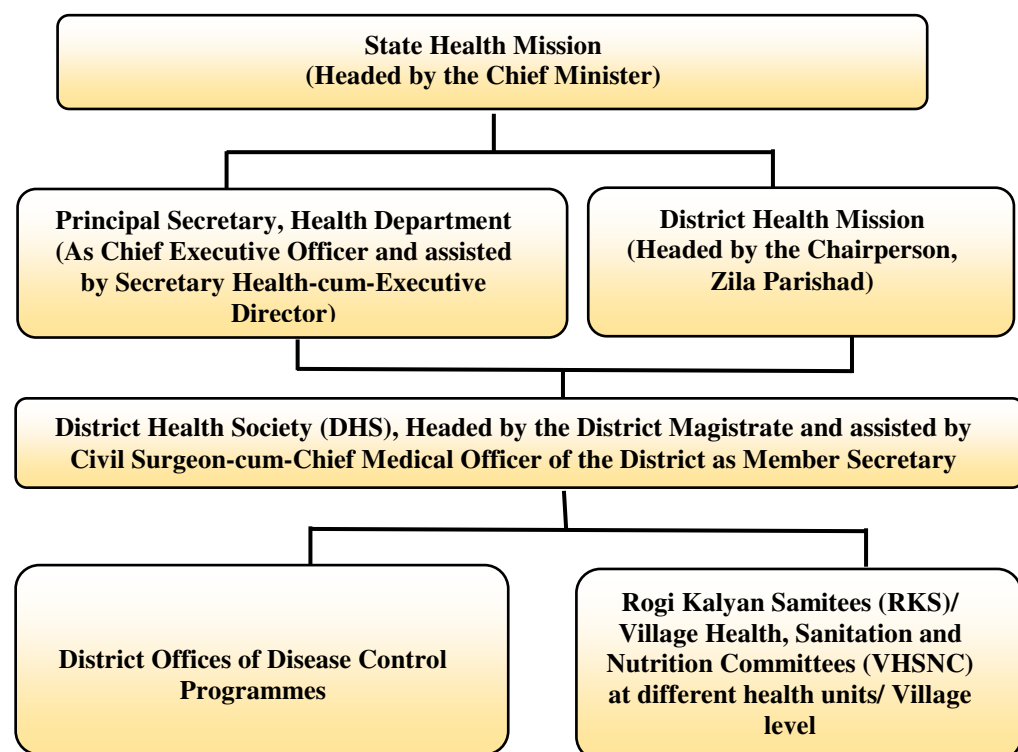 State Health Mission
(Headed by the Chief Minister)
Principal Secretary, Health Department
(As Chief Executive Officer and assisted
by Secretary Health-cum-Executive
Director)
District Health Mission
(Headed by the Chairperson,
Zila Parishad)
District Health Society (DHS), Headed by the District Magistrate and assisted by
Civil Surgeon-cum-Chief Medical Officer of the District as Member Secretary
District Offices of Disease Control
Programmes
Rogi Kalyan Samitees (RKS)/
Village Health, Sanitation and
Nutrition Committees (VHSNC)
at different health units/ Village
level